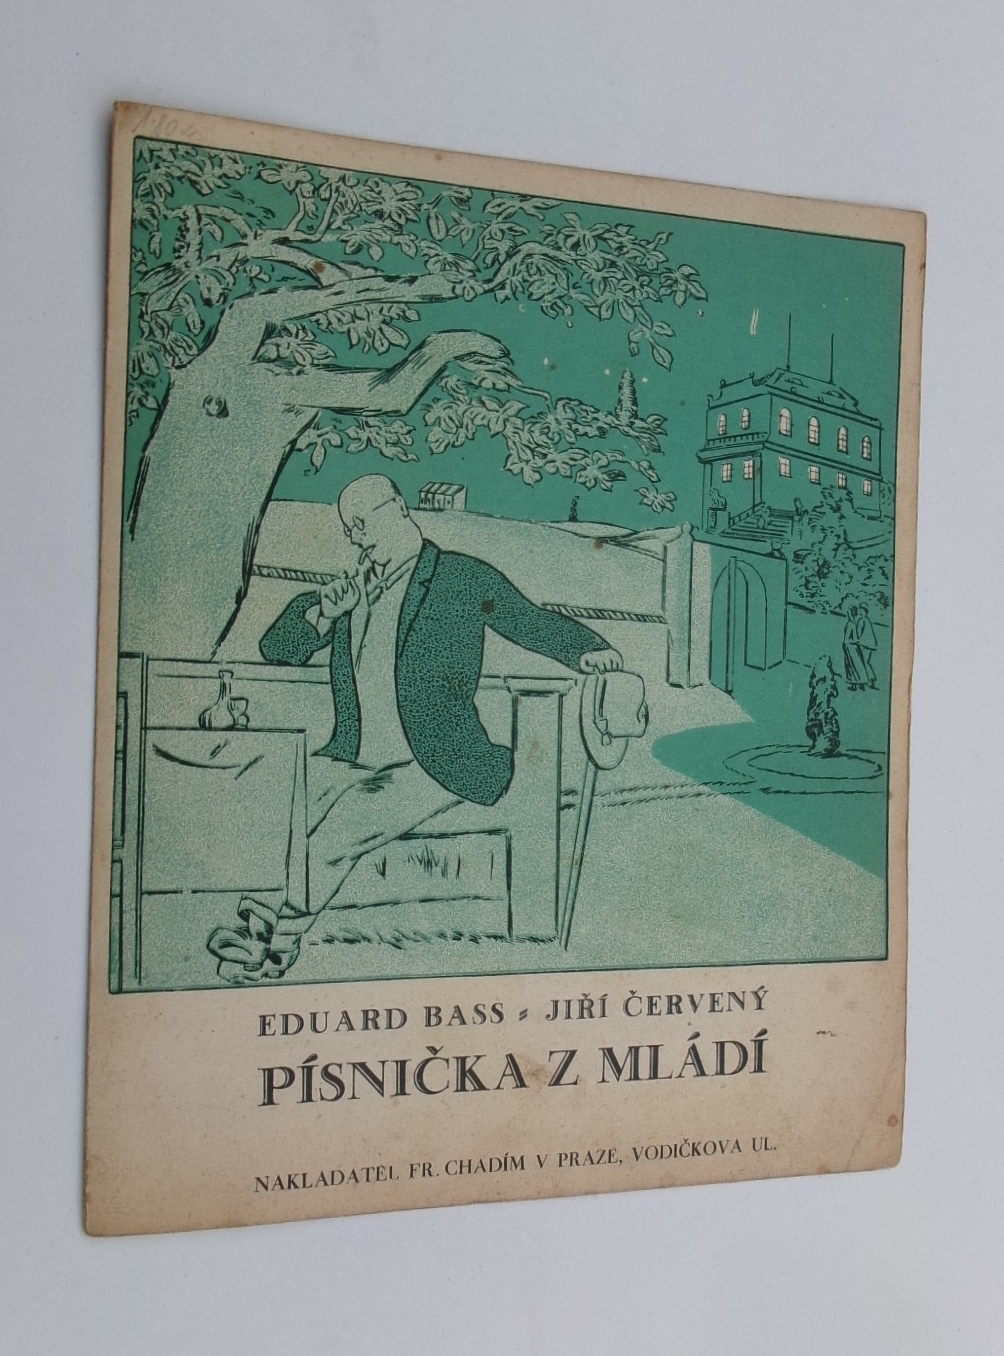 EDUARD BASS - JIŘÍ ČERVENÝ
PÍSNIČKA Z MLÁDÍ
NAKLADATEL FR. CHADÍM V PRAZE, VODIČKOVA UL.